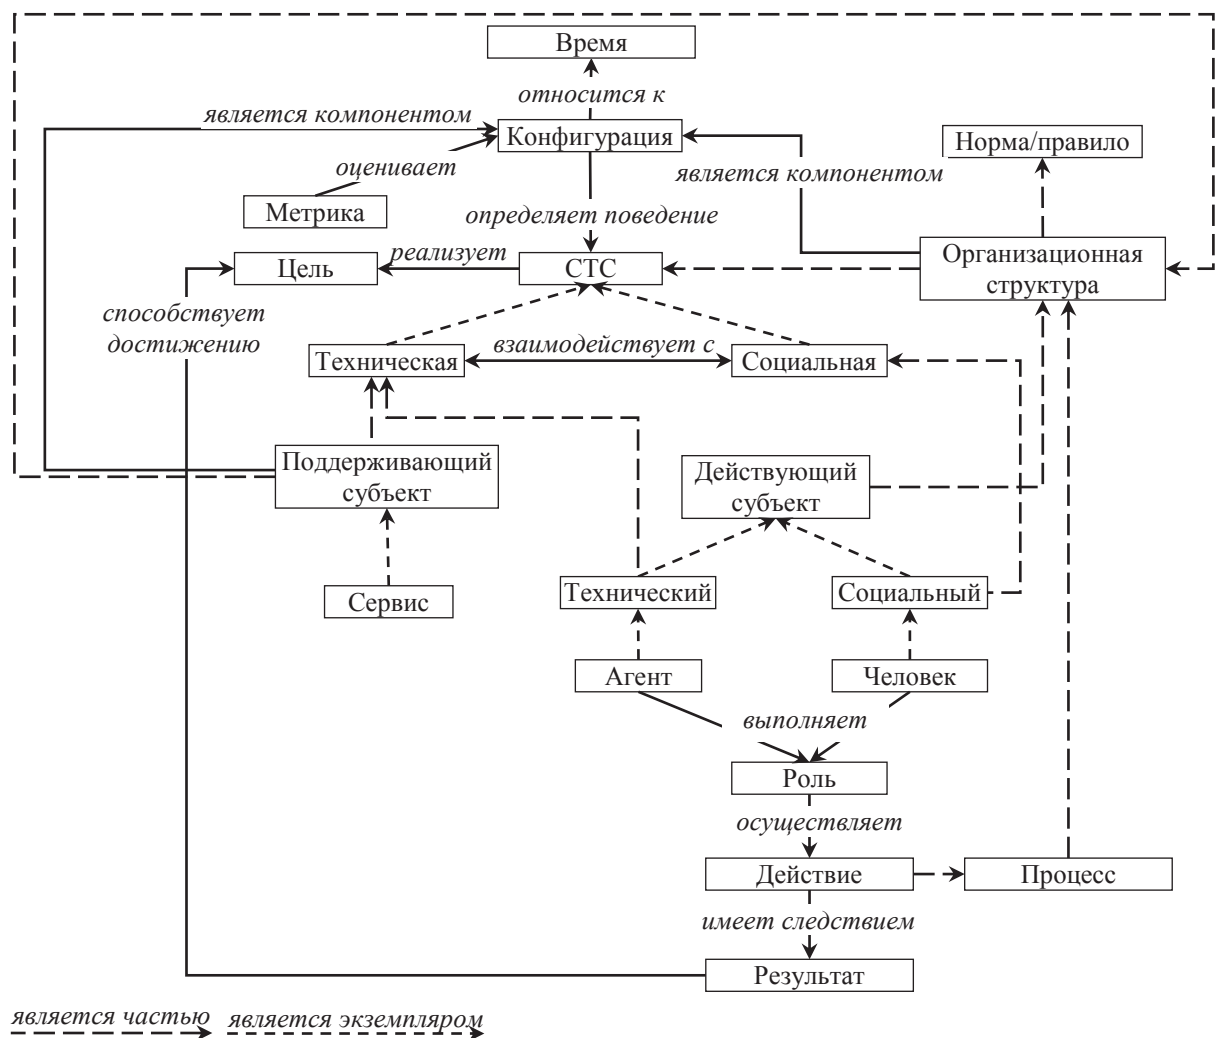 Время
относится к
является компонентом
Конфигурация
Норма/правило
оценивает
является компонентом
Метрика
определяет поведение
Цель
реализует
СТС
Организационная
структура
способствует
достижению
Техническая
взаимодействует с
Социальная
Поддерживающий
субъект
Действующий
субъект
Сервис
Технический
Социальный
Агент
Человек
выполняет
Роль
осуществляет
Действие
Процесс
имеет следствием
Результат
является частью
является экземпляром